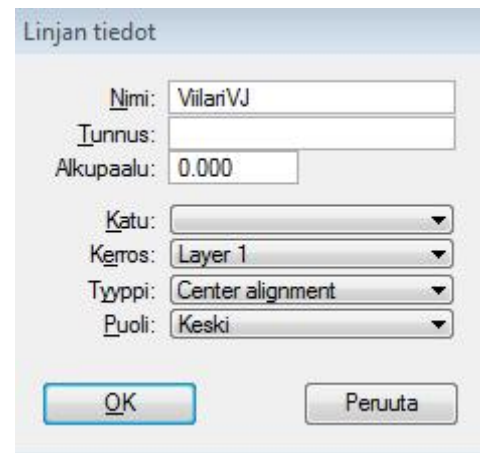 Linjan tiedot
Nimi: ViilariVJ
Tunnus:
Alkupaalu: 0.000
Katu:
Kerros: Layer 1
Tyyppi: Center alignment
Puoli: Keski
OK Peruuta